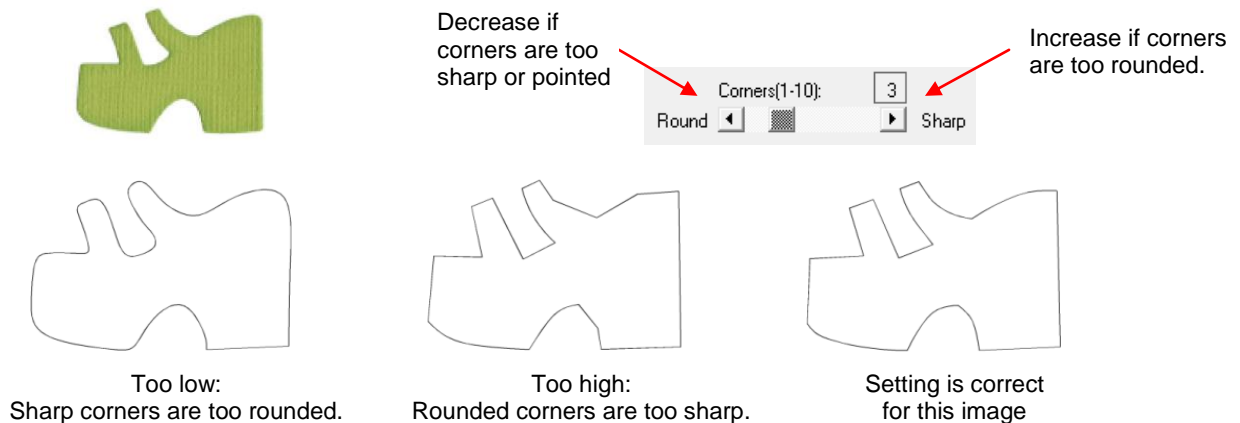 Decrease if
corners are too
sharp or pointed
Corners(1-10): 3
Round Sharp
Increase if corners
are too rounded.
Too low:
Sharp corners are too rounded.
Too high:
Rounded corners are too sharp.
Setting is correct
for this image